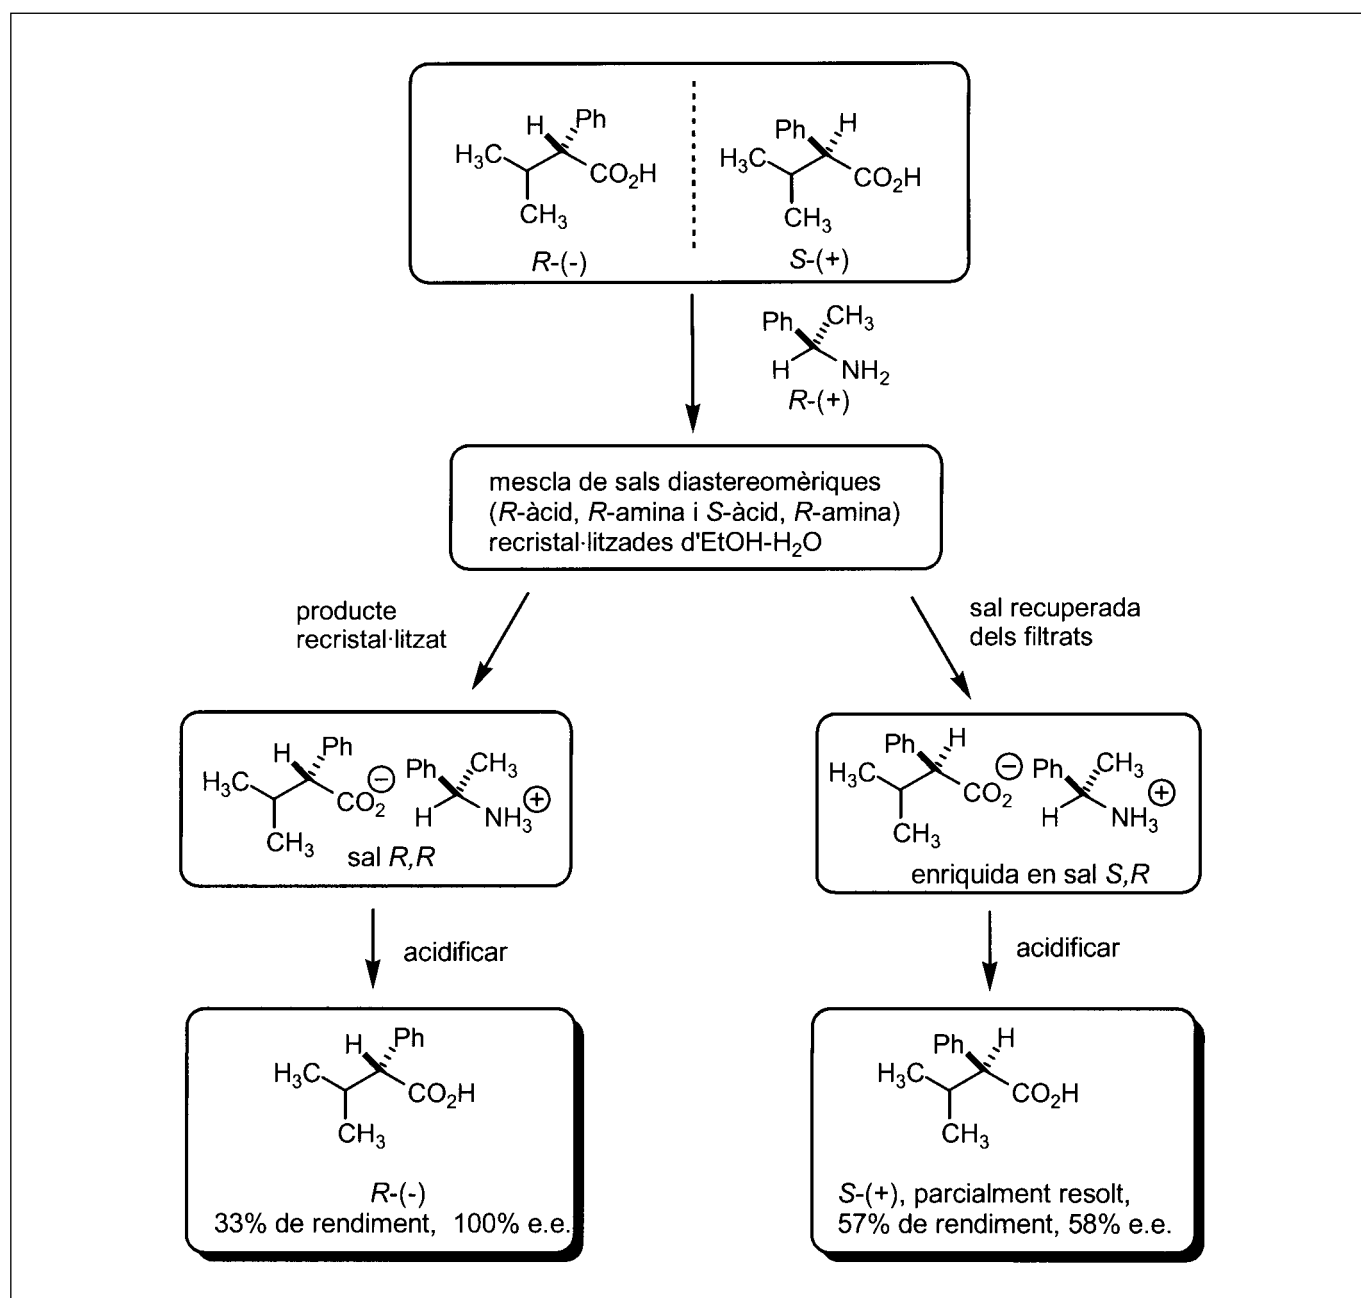 H Ph
H₃C CO₂H
CH₃
R-(-)
Ph H
H₃C CO₂H
CH₃
S-(+)
Ph CH₃
H NH₂
R-(+)
mescla de sals diastereomèriques
(R-àcid, R-amina i S-àcid, R-amina)
recristal·litzades d'EtOH-H₂O
producte
recristal·litzat
sal recuperada
dels filtrats
H Ph
H₃C CO₂ −
CH₃
Ph CH₃
H NH₃ +
sal R,R
Ph H
H₃C CO₂ −
CH₃
Ph CH₃
H NH₃ +
enriquida en sal S,R
acidificar
acidificar
H Ph
H₃C CO₂H
CH₃
R-(-)
33% de rendiment, 100% e.e.
Ph H
H₃C CO₂H
CH₃
S-(+), parcialment resolt,
57% de rendiment, 58% e.e.